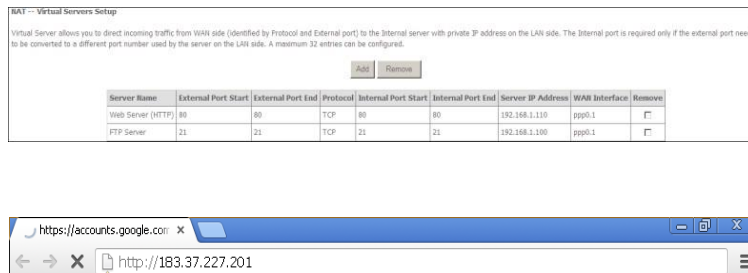 NAT -- Virtual Servers Setup
Virtual Server allows you to direct incoming traffic from WAN side (identified by Protocol and External port) to the Internal server with private IP address on the LAN side. The Internal port is required only if the external port nee
to be converted to a different port number used by the server on the LAN side. A maximum 32 entries can be configured.
Add Remove
Server Name External Port Start External Port End Protocol Internal Port Start Internal Port End Server IP Address WAN Interface Remove
Web Server (HTTP) 80 80 TCP 80 80 192.168.1.110 ppp0.1
FTP Server 21 21 TCP 21 21 192.168.1.100 ppp0.1
https://accounts.google.com
http://183.37.227.201